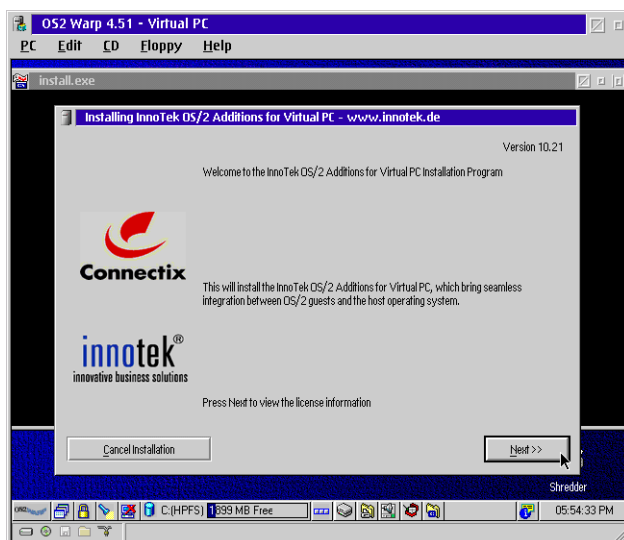 OS2 Warp 4.51 - Virtual PC
PC Edit CD Floppy Help
install.exe
Installing InnoTek OS/2 Additions for Virtual PC - www.innotek.de
Version 10.21
Welcome to the InnoTek OS/2 Additions for Virtual PC Installation Program
Connectix
This will install the InnoTek OS/2 Additions for Virtual PC, which bring seamless
integration between OS/2 guests and the host operating system.
innotek®
innovative business solutions
Press Next to view the license information
Cancel Installation
Next >>
Shredder
C:(HPFS) 1899 MB Free
05:54:33 PM